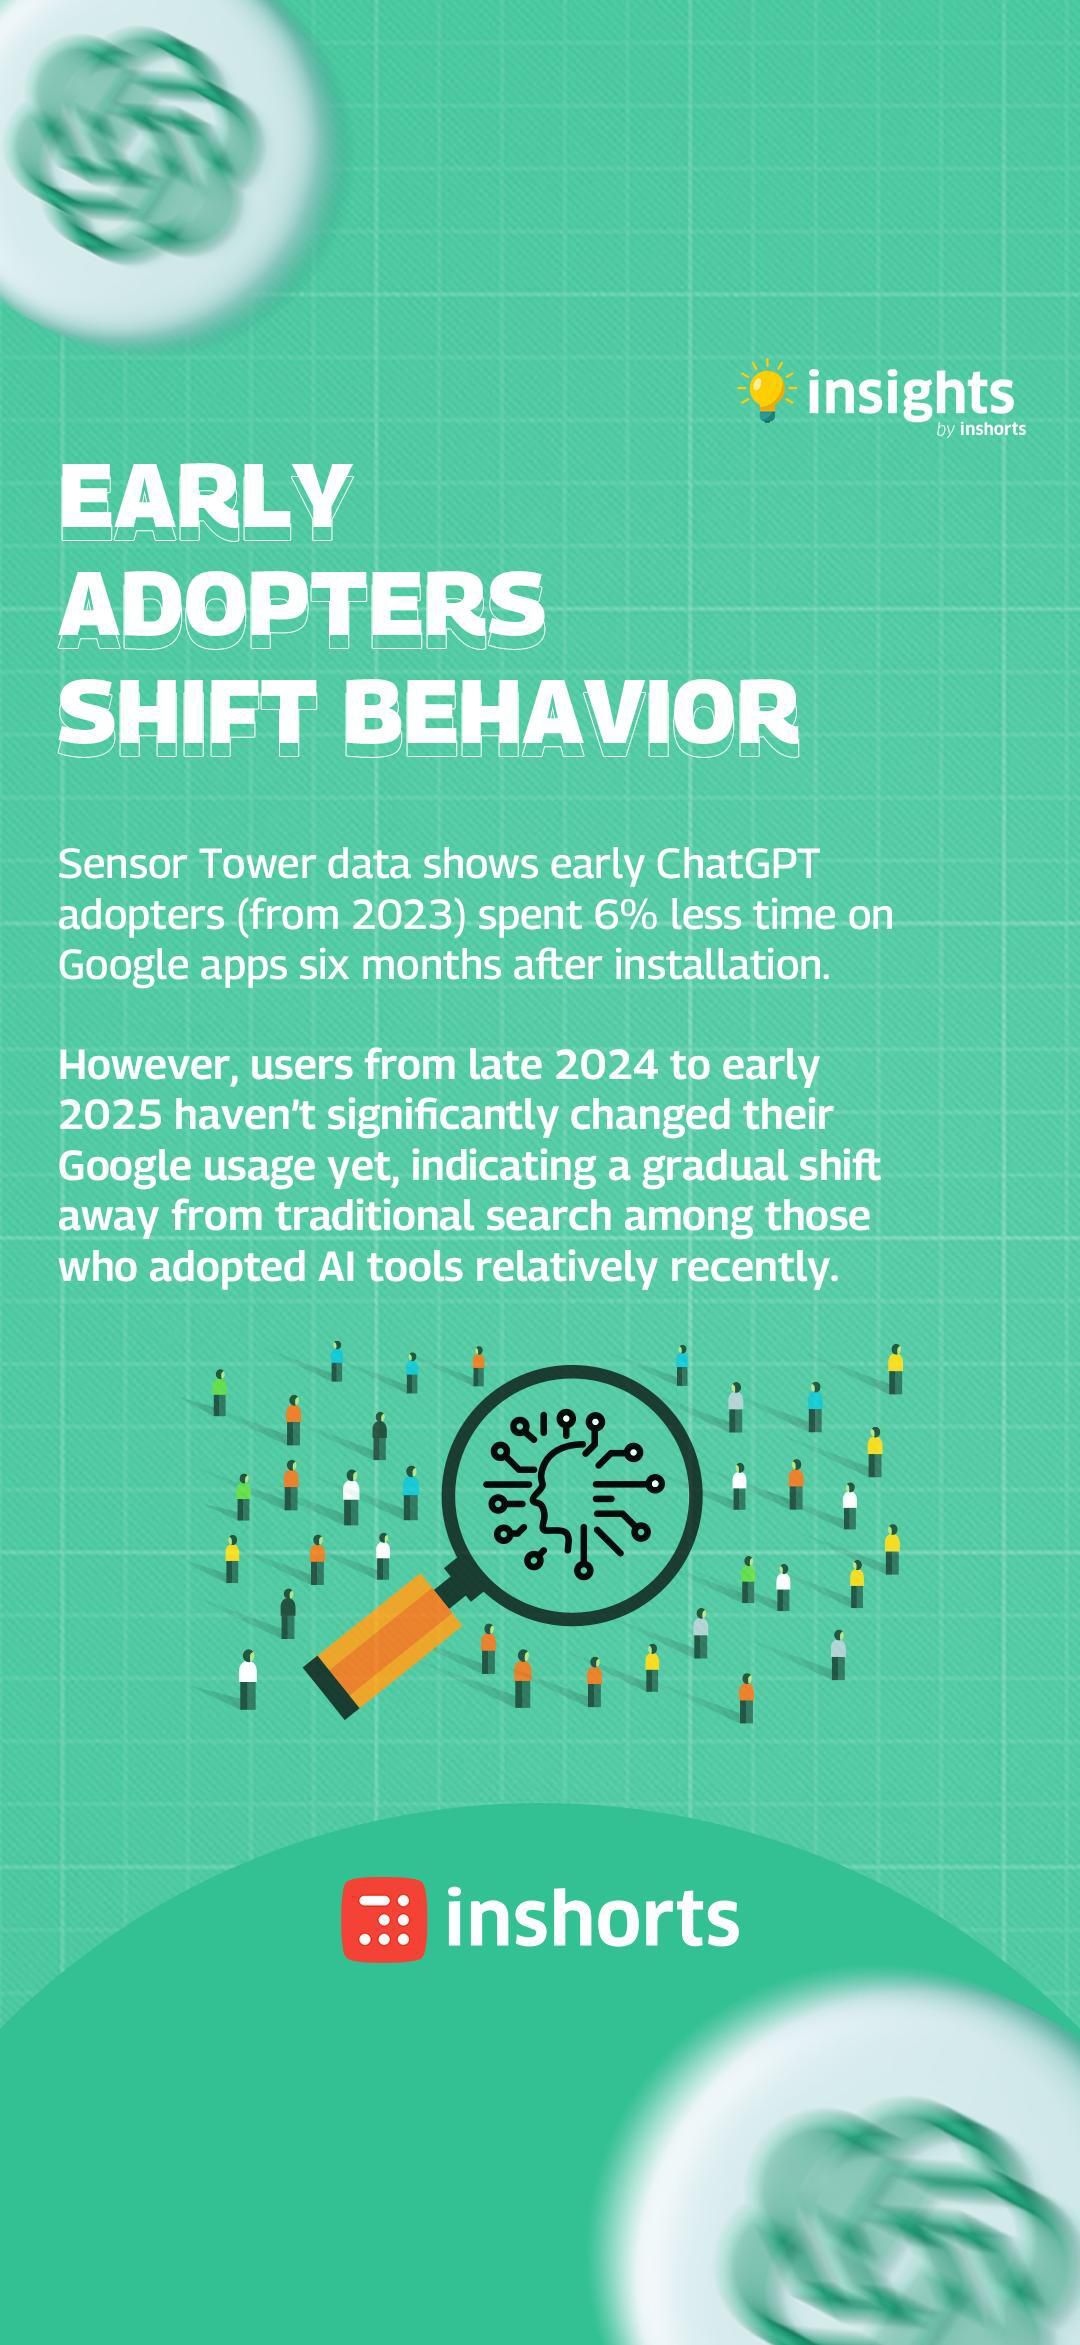 insights
by inshorts
EARLY
ADOPTERS
SHIFT BEHAVIOR
Sensor Tower data shows early ChatGPT
adopters (from 2023) spent 6% less time on
Google apps six months after installation.
However, users from late 2024 to early
2025 haven't significantly changed their
Google usage yet, indicating a gradual shift
away from traditional search among those
who adopted AI tools relatively recently.
inshorts